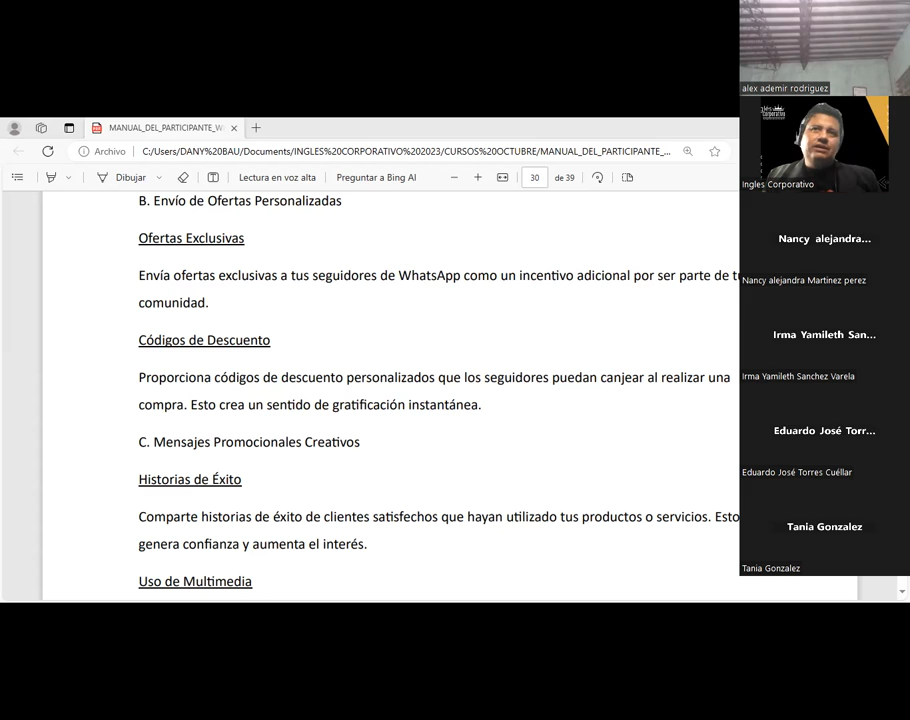 MANUAL_DEL_PARTICIPANTE_W
Archivo
C:/Users/DANY%20BAU/Documents/INGLES%20CORPORATIVO%202023/CURSOS%20OCTUBRE/MANUAL_DEL_PARTICIPANTE_...
Dibujar
Lectura en voz alta
Preguntar a Bing AI
30
de 39
B. Envío de Ofertas Personalizadas
Ofertas Exclusivas
Envía ofertas exclusivas a tus seguidores de WhatsApp como un incentivo adicional por ser parte de tu
comunidad.
Códigos de Descuento
Proporciona códigos de descuento personalizados que los seguidores puedan canjear al realizar una
compra. Esto crea un sentido de gratificación instantánea.
C. Mensajes Promocionales Creativos
Historias de Éxito
Comparte historias de éxito de clientes satisfechos que hayan utilizado tus productos o servicios. Esto
genera confianza y aumenta el interés.
Uso de Multimedia
alex ademir rodriguez
Ingles Corporativo
Nancy alejandra...
Nancy alejandra Martinez perez
Irma Yamileth San...
Irma Yamileth Sanchez Varela
Eduardo José Torr...
Eduardo José Torres Cuéllar
Tania Gonzalez
Tania Gonzalez